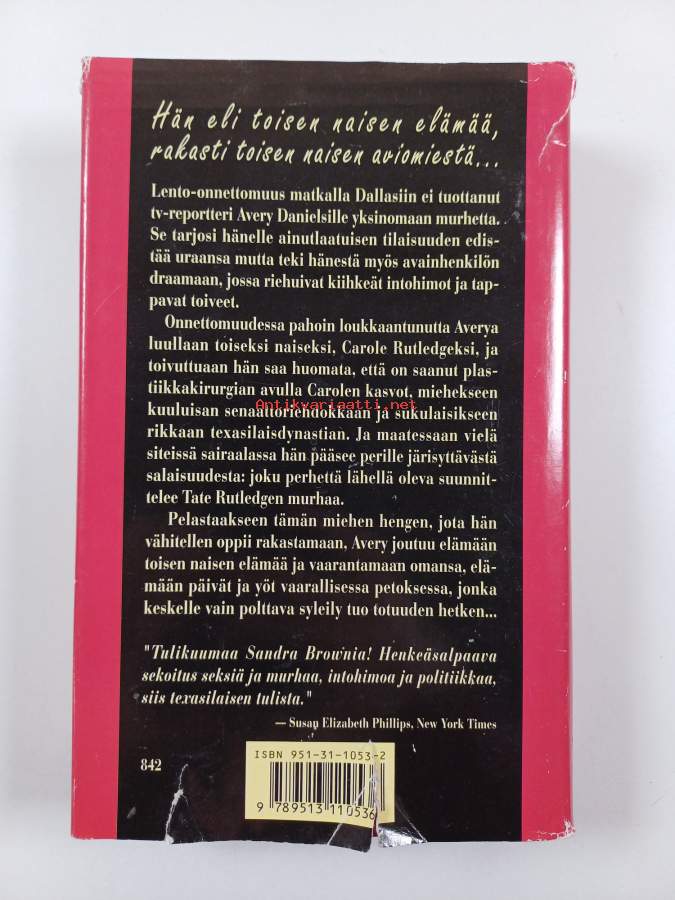 Hän eli toisen naisen elämää,
rakasti toisen naisen aviomiestä...
Lento-onnettomuus matkalla Dallasiin ei tuottanut
tv-reportteri Avery Danielsille yksinomaan murhetta.
Se tarjosi hänelle ainutlaatuisen tilaisuuden edis-
tää uraansa mutta teki hänestä myös avainhenkilön
draamaan, jossa riehuivat kiihkeät intohimot ja tap-
pavat toiveet.
Onnettomuudessa pahoin loukkaantunutta Averya
luullaan toiseksi naiseksi, Carole Rutledgeksi, ja
toivuttuaan hän saa huomata, että on saanut plas-
tiikkakirurgian avulla Carolen kasvot, miehekseen
Antikvariaatti.net
kuuluisan senaattoriehdokkaan ja sukulaisikseen
rikkaan texasilaisdynastian. Ja maatessaan vielä
siteissä sairaalassa hän pääsee perille järisyttävästä
salaisuudesta: joku perhettä lähellä oleva suunnit-
telee Tate Rutledgen murhaa.
Pelastaakseen tämän miehen hengen, jota hän
vähitellen oppii rakastamaan, Avery joutuu elämään
toisen naisen elämää ja vaarantamaan omansa, elä-
mään päivät ja yöt vaarallisessa petoksessa, jonka
keskelle vain polttava syleily tuo totuuden hetken...
"Tulikuumaa Sandra Brownia! Henkeäsalpaava
sekoitus seksiä ja murhaa, intohimoa ja politiikkaa,
siis texasilaisen tulista."
— Susan Elizabeth Phillips, New York Times
ISBN 951-31-1053-2
842
9 789513 110536